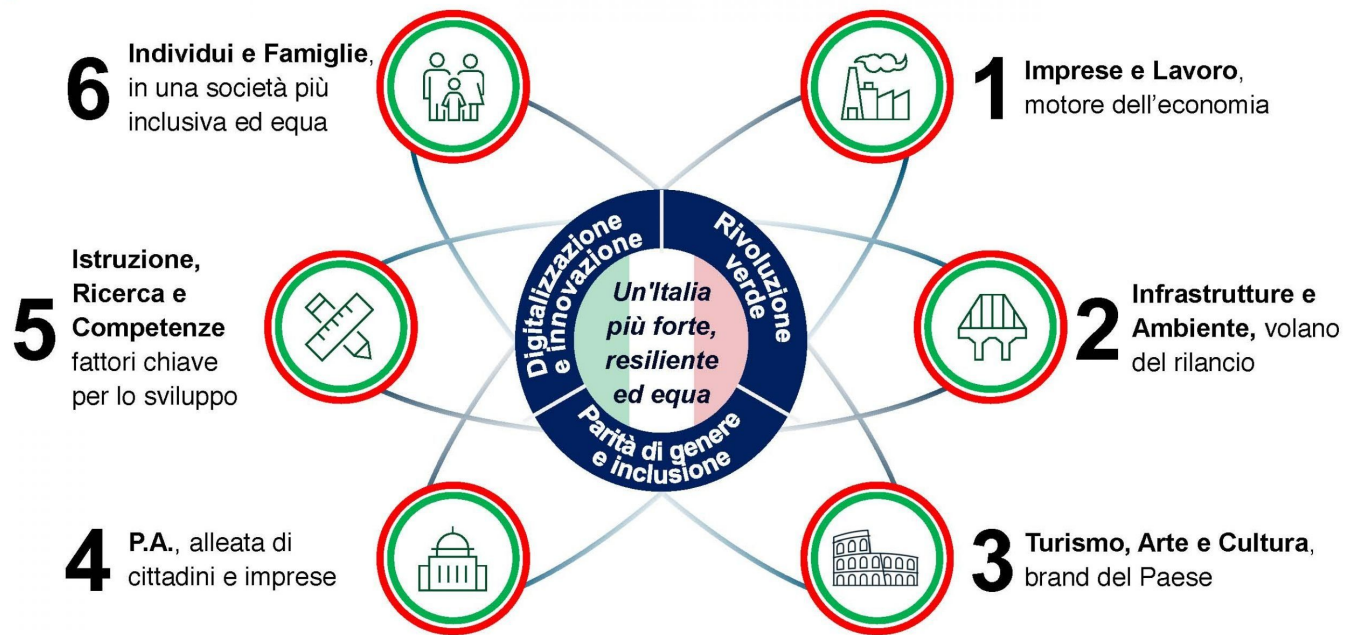 6
Individui e Famiglie,
in una società più
inclusiva ed equa
1
Imprese e Lavoro,
motore dell'economia
5
Istruzione,
Ricerca e
Competenze
fattori chiave
per lo sviluppo
Digitalizzazione
e innovazione
Rivoluzione
verde
Un'Italia
più forte,
resiliente
ed equa
Parità di genere
e inclusione
2
Infrastrutture e
Ambiente, volano
del rilancio
4
P.A., alleata di
cittadini e imprese
3
Turismo, Arte e Cultura,
brand del Paese